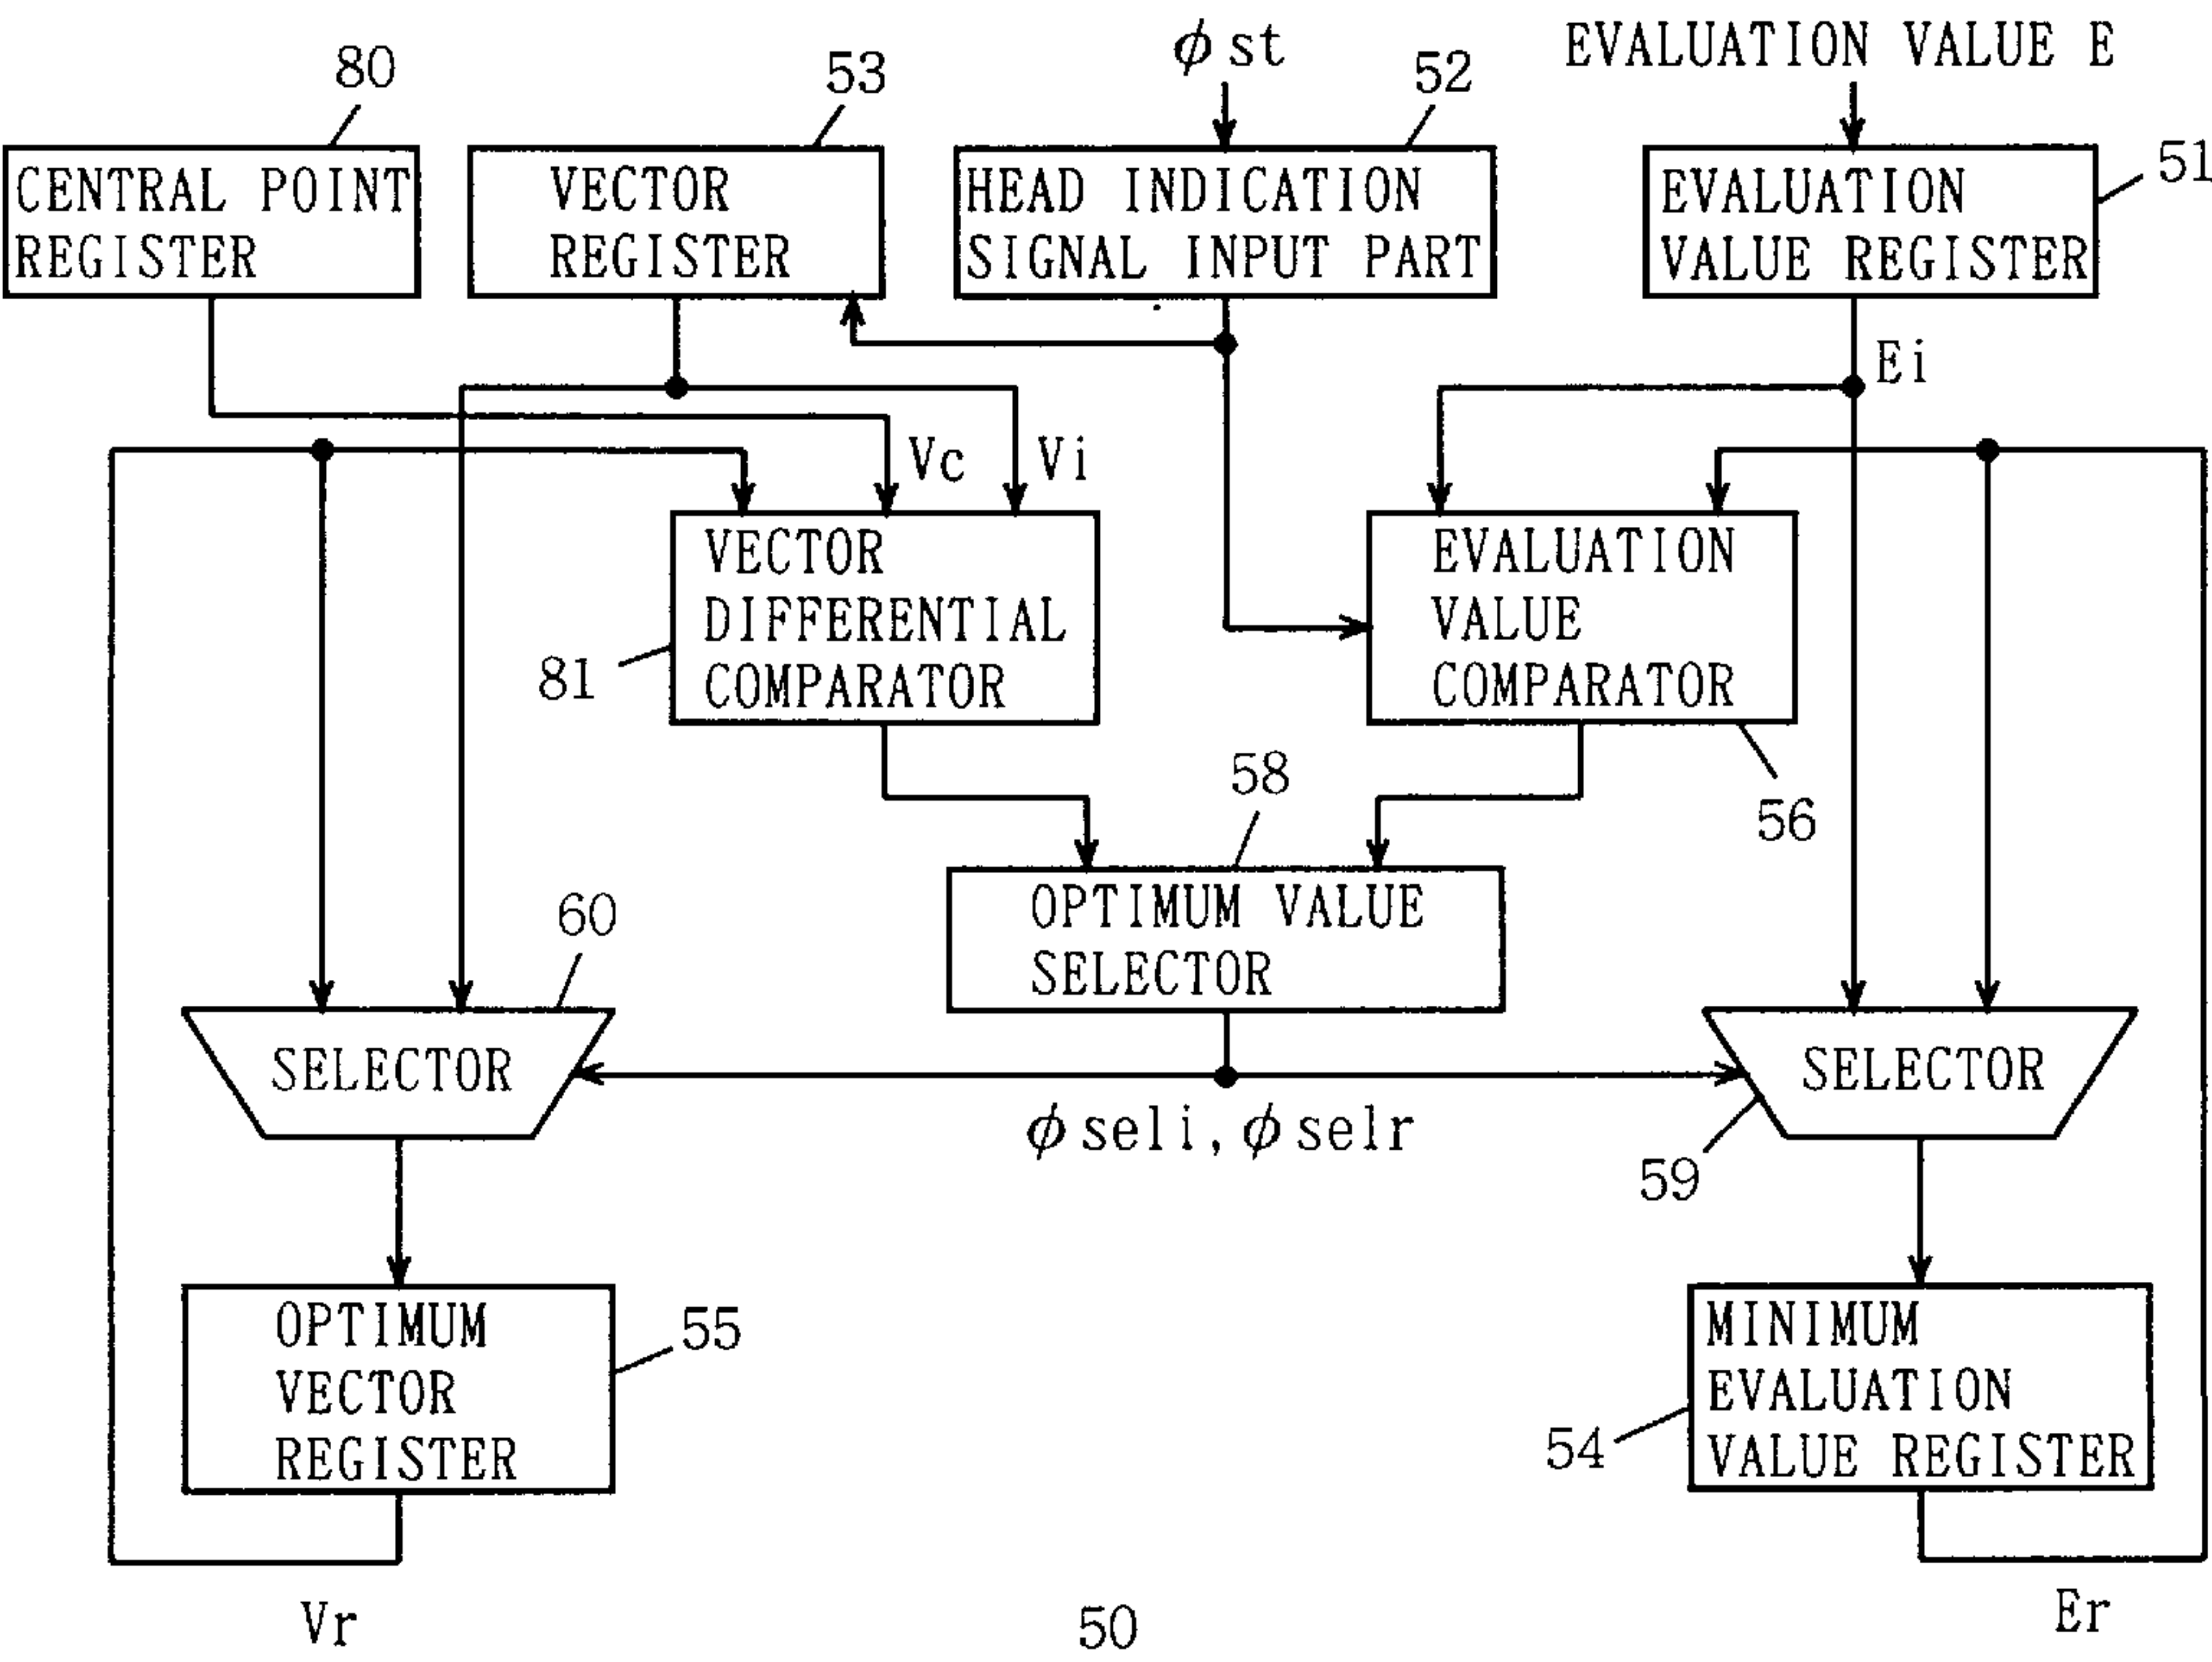 80
53
φst
52
EVALUATION VALUE E
CENTRAL POINT
REGISTER
VECTOR
REGISTER
HEAD INDICATION
SIGNAL INPUT PART
EVALUATION
VALUE REGISTER
51
Ei
Vc
Vi
VECTOR
DIFFERENTIAL
COMPARATOR
81
EVALUATION
VALUE
COMPARATOR
56
58
OPTIMUM VALUE
SELECTOR
60
SELECTOR
φseli, φselr
SELECTOR
59
OPTIMUM
VECTOR
REGISTER
55
MINIMUM
EVALUATION
VALUE REGISTER
54
Vr
50
Er